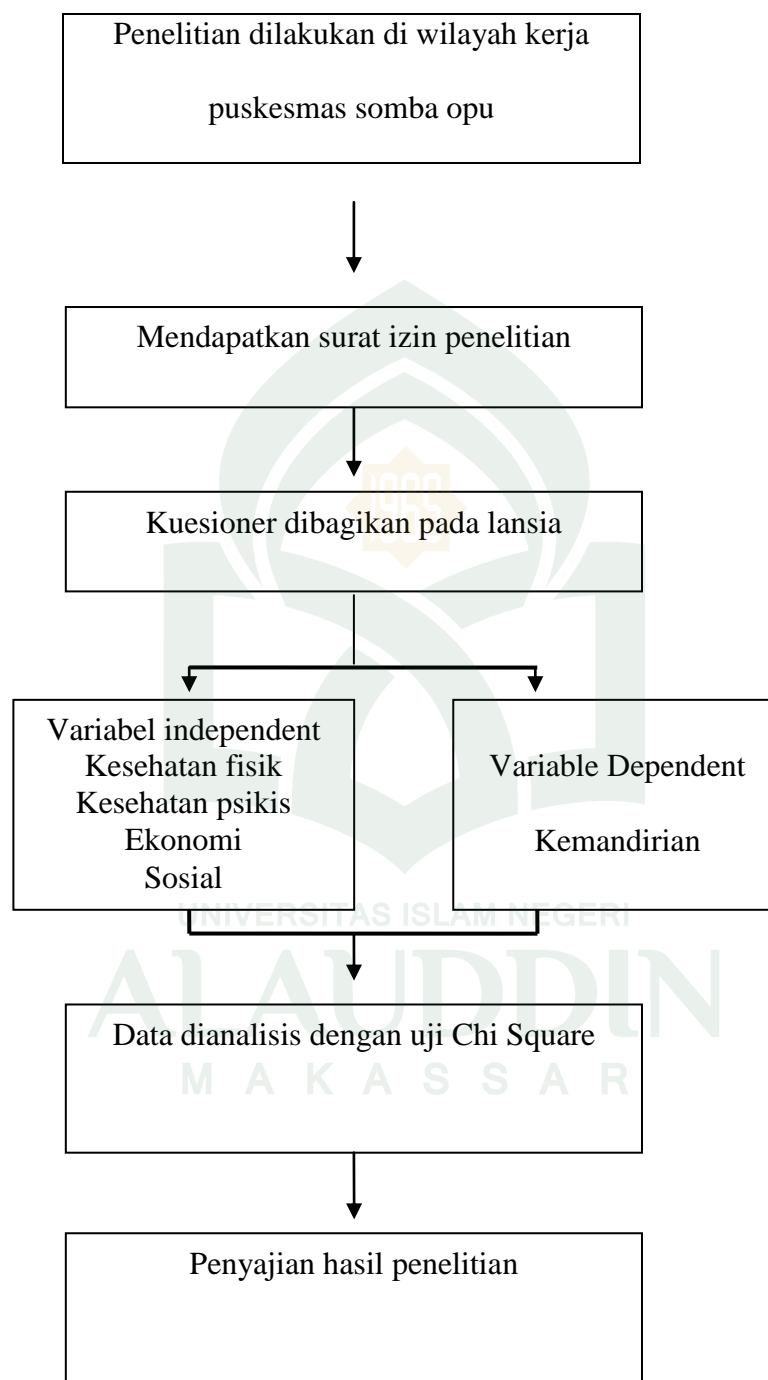 Penelitian dilakukan di wilayah kerja
puskesmas somba opu
Mendapatkan surat izin penelitian
1965
Kuesioner dibagikan pada lansia
Variabel independent
Kesehatan fisik
Kesehatan psikis
Ekonomi
Sosial
Variable Dependent
Kemandirian
UNIVERSITAS ISLAM NEGERI
ALAUDDIN
MAKASSAR
Data dianalisis dengan uji Chi Square
Penyajian hasil penelitian